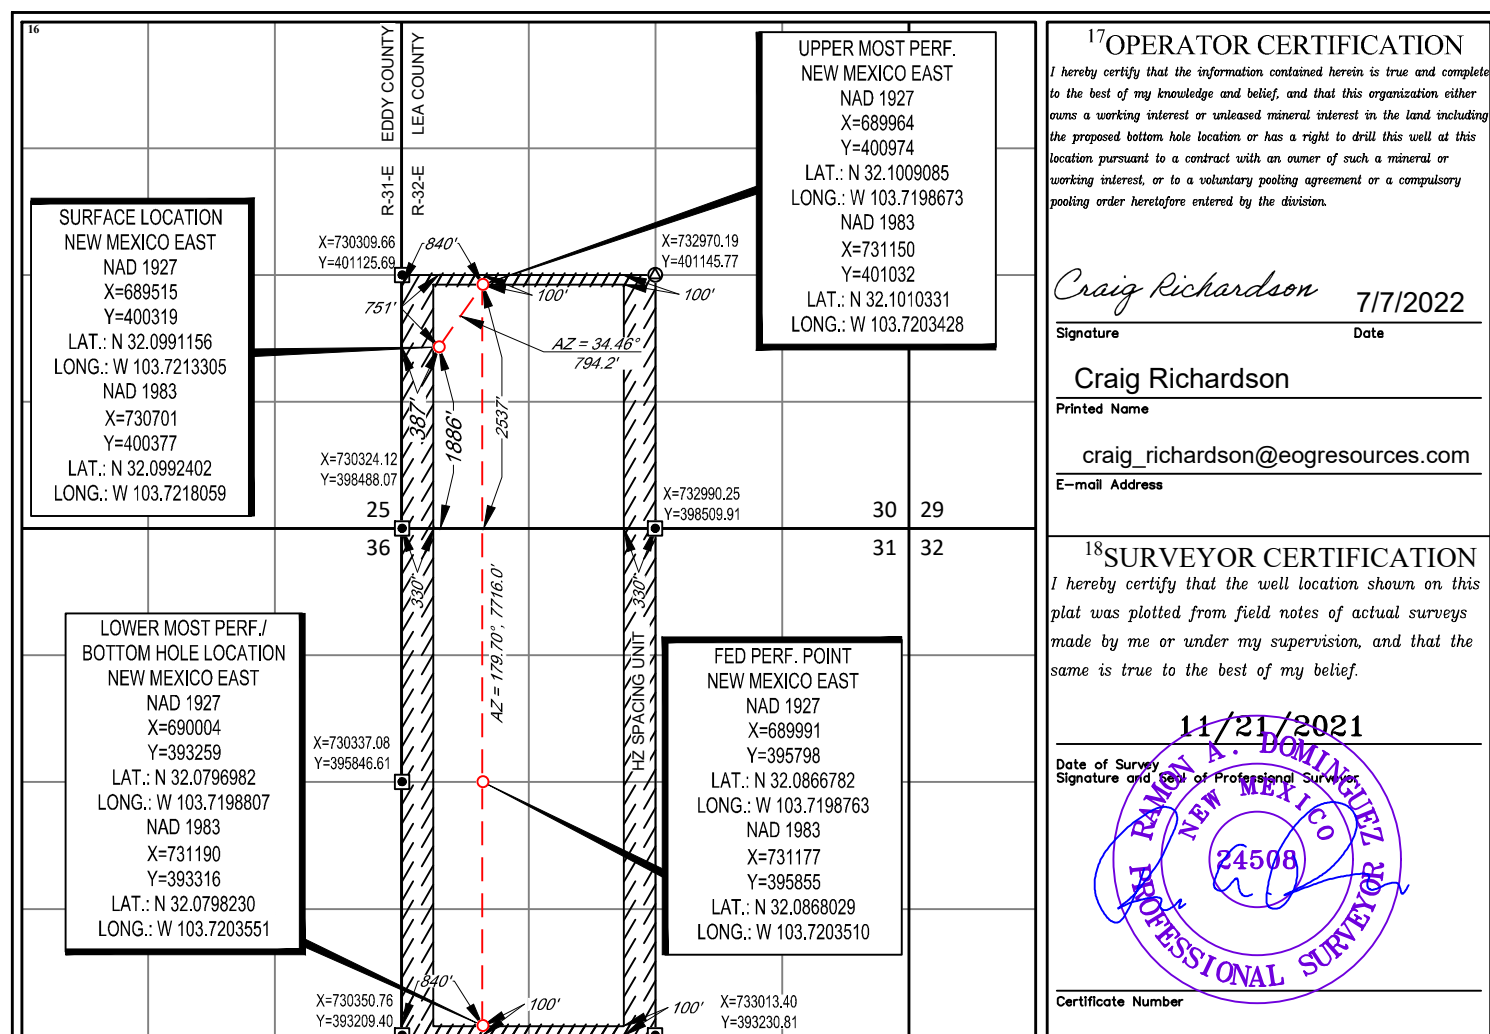 16
EDDY COUNTY
LEA COUNTY
R-31-E
R-32-E
UPPER MOST PERF.
NEW MEXICO EAST
NAD 1927
X=689964
Y=400974
LAT.: N 32.1009085
LONG.: W 103.7198673
NAD 1983
X=731150
Y=401032
LAT.: N 32.1010331
LONG.: W 103.7203428
SURFACE LOCATION
NEW MEXICO EAST
NAD 1927
X=689515
Y=400319
LAT.: N 32.0991156
LONG.: W 103.7213305
NAD 1983
X=730701
Y=400377
LAT.: N 32.0992402
LONG.: W 103.7218059
X=730309.66
Y=401125.69
840'
X=732970.19
Y=401145.77
751'
100'
100'
AZ = 34.46°
794.2'
387'
1886'
2537'
X=730324.12
Y=398488.07
X=732990.25
Y=398509.91
25
30
29
36
31
32
330'
330'
AZ = 179.70°, 7716.0'
HZ SPACING UNIT
LOWER MOST PERF./
BOTTOM HOLE LOCATION
NEW MEXICO EAST
NAD 1927
X=690004
Y=393259
LAT.: N 32.0796982
LONG.: W 103.7198807
NAD 1983
X=731190
Y=393316
LAT.: N 32.0798230
LONG.: W 103.7203551
FED PERF. POINT
NEW MEXICO EAST
NAD 1927
X=689991
Y=395798
LAT.: N 32.0866782
LONG.: W 103.7198763
NAD 1983
X=731177
Y=395855
LAT.: N 32.0868029
LONG.: W 103.7203510
X=730337.08
Y=395846.61
840'
X=730350.76
Y=393209.40
100'
100'
X=733013.40
Y=393230.81
17 OPERATOR CERTIFICATION
I hereby certify that the information contained herein is true and complete
to the best of my knowledge and belief, and that this organization either
owns a working interest or unleased mineral interest in the land including
the proposed bottom hole location or has a right to drill this well at this
location pursuant to a contract with an owner of such a mineral or
working interest, or to a voluntary pooling agreement or a compulsory
pooling order heretofore entered by the division.
Craig Richardson
7/7/2022
Signature
Date
Craig Richardson
Printed Name
craig_richardson@eogresources.com
E-mail Address
18 SURVEYOR CERTIFICATION
I hereby certify that the well location shown on this
plat was plotted from field notes of actual surveys
made by me or under my supervision, and that the
same is true to the best of my belief.
11/21/2021
Date of Survey
Signature and Seal of Professional Surveyor
RAMON A. DOMINGUEZ
NEW MEXICO
24508
PROFESSIONAL SURVEYOR
Certificate Number